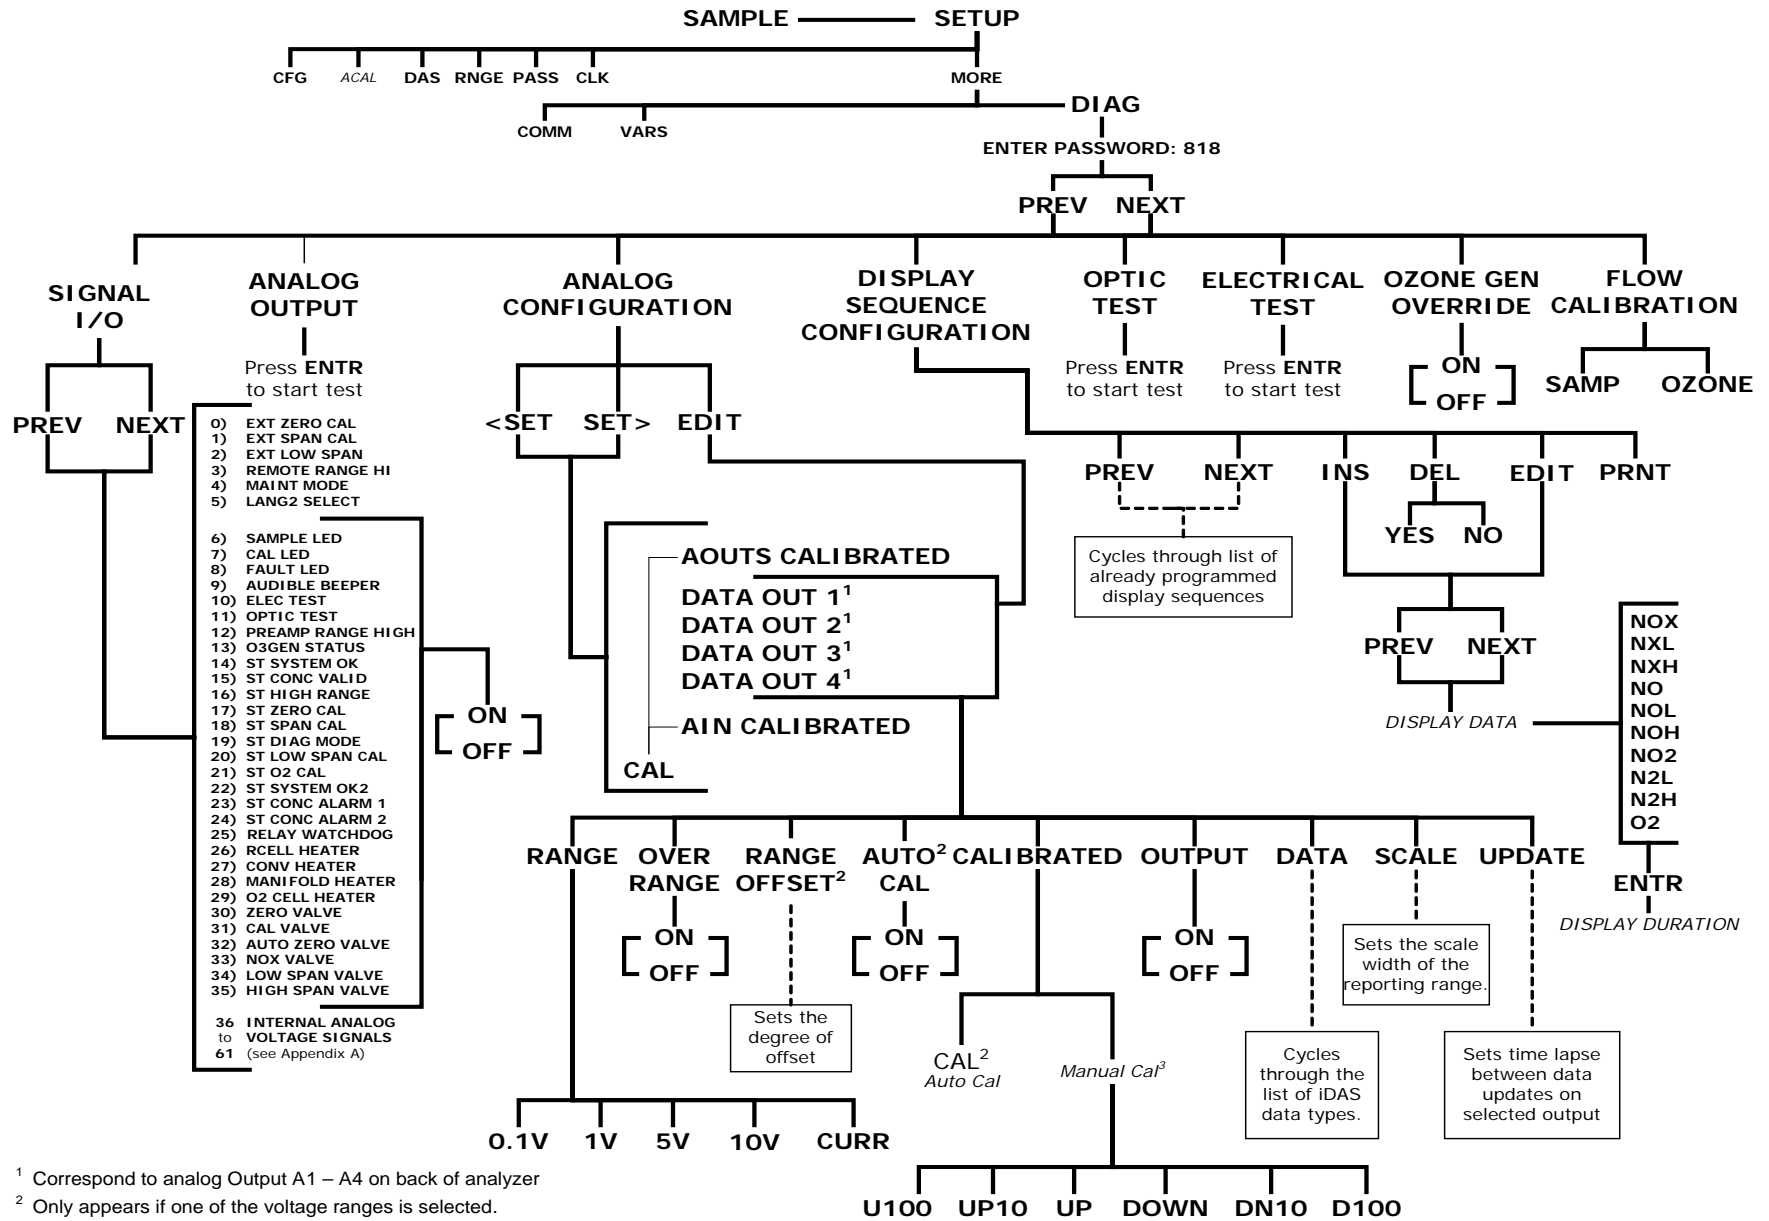 SAMPLE SETUP
CFG ACAL DAS RNGE PASS CLK MORE
COMM VARS DIAG
ENTER PASSWORD: 818
PREV NEXT
SIGNAL
I/O
ANALOG
OUTPUT
ANALOG
CONFIGURATION
DISPLAY
SEQUENCE
CONFIGURATION
OPTIC
TEST
ELECTRICAL
TEST
OZONE GEN
OVERRIDE
FLOW
CALIBRATION
Press ENTR
to start test
Press ENTR
to start test
Press ENTR
to start test
ON
OFF
SAMP OZONE
PREV NEXT
0) EXT ZERO CAL
1) EXT SPAN CAL
2) EXT LOW SPAN
3) REMOTE RANGE HI
4) MAINT MODE
5) LANG2 SELECT
6) SAMPLE LED
7) CAL LED
8) FAULT LED
9) AUDIBLE BEEPER
10) ELEC TEST
11) OPTIC TEST
12) PREAMP RANGE HIGH
13) O3GEN STATUS
14) ST SYSTEM OK
15) ST CONC VALID
16) ST HIGH RANGE
17) ST ZERO CAL
18) ST SPAN CAL
19) ST DIAG MODE
20) ST LOW SPAN CAL
21) ST O2 CAL
22) ST SYSTEM OK2
23) ST CONC ALARM 1
24) ST CONC ALARM 2
25) RELAY WATCHDOG
26) RCELL HEATER
27) CONV HEATER
28) MANIFOLD HEATER
29) O2 CELL HEATER
30) ZERO VALVE
31) CAL VALVE
32) AUTO ZERO VALVE
33) NOX VALVE
34) LOW SPAN VALVE
35) HIGH SPAN VALVE
36 INTERNAL ANALOG
to VOLTAGE SIGNALS
61 (see Appendix A)
ON
OFF
<SET SET> EDIT
AOUTS CALIBRATED
DATA OUT 1¹
DATA OUT 2¹
DATA OUT 3¹
DATA OUT 4¹
AIN CALIBRATED
CAL
PREV NEXT INS DEL EDIT PRNT
YES NO
Cycles through list of
already programmed
display sequences
PREV NEXT
DISPLAY DATA
NOX
NXL
NXH
NO
NOL
NOH
NO2
N2L
N2H
O2
ENTR
DISPLAY DURATION
RANGE
OVER
RANGE
RANGE
OFFSET²
AUTO²
CAL
CALIBRATED
OUTPUT
DATA
SCALE
UPDATE
ON
OFF
ON
OFF
ON
OFF
Sets the
degree of
offset
Sets the scale
width of the
reporting range.
CAL²
Auto Cal
Manual Cal³
Cycles
through the
list of iDAS
data types.
Sets time lapse
between data
updates on
selected output
0.1V 1V 5V 10V CURR
U100 UP10 UP DOWN DN10 D100
¹ Correspond to analog Output A1 – A4 on back of analyzer
² Only appears if one of the voltage ranges is selected.